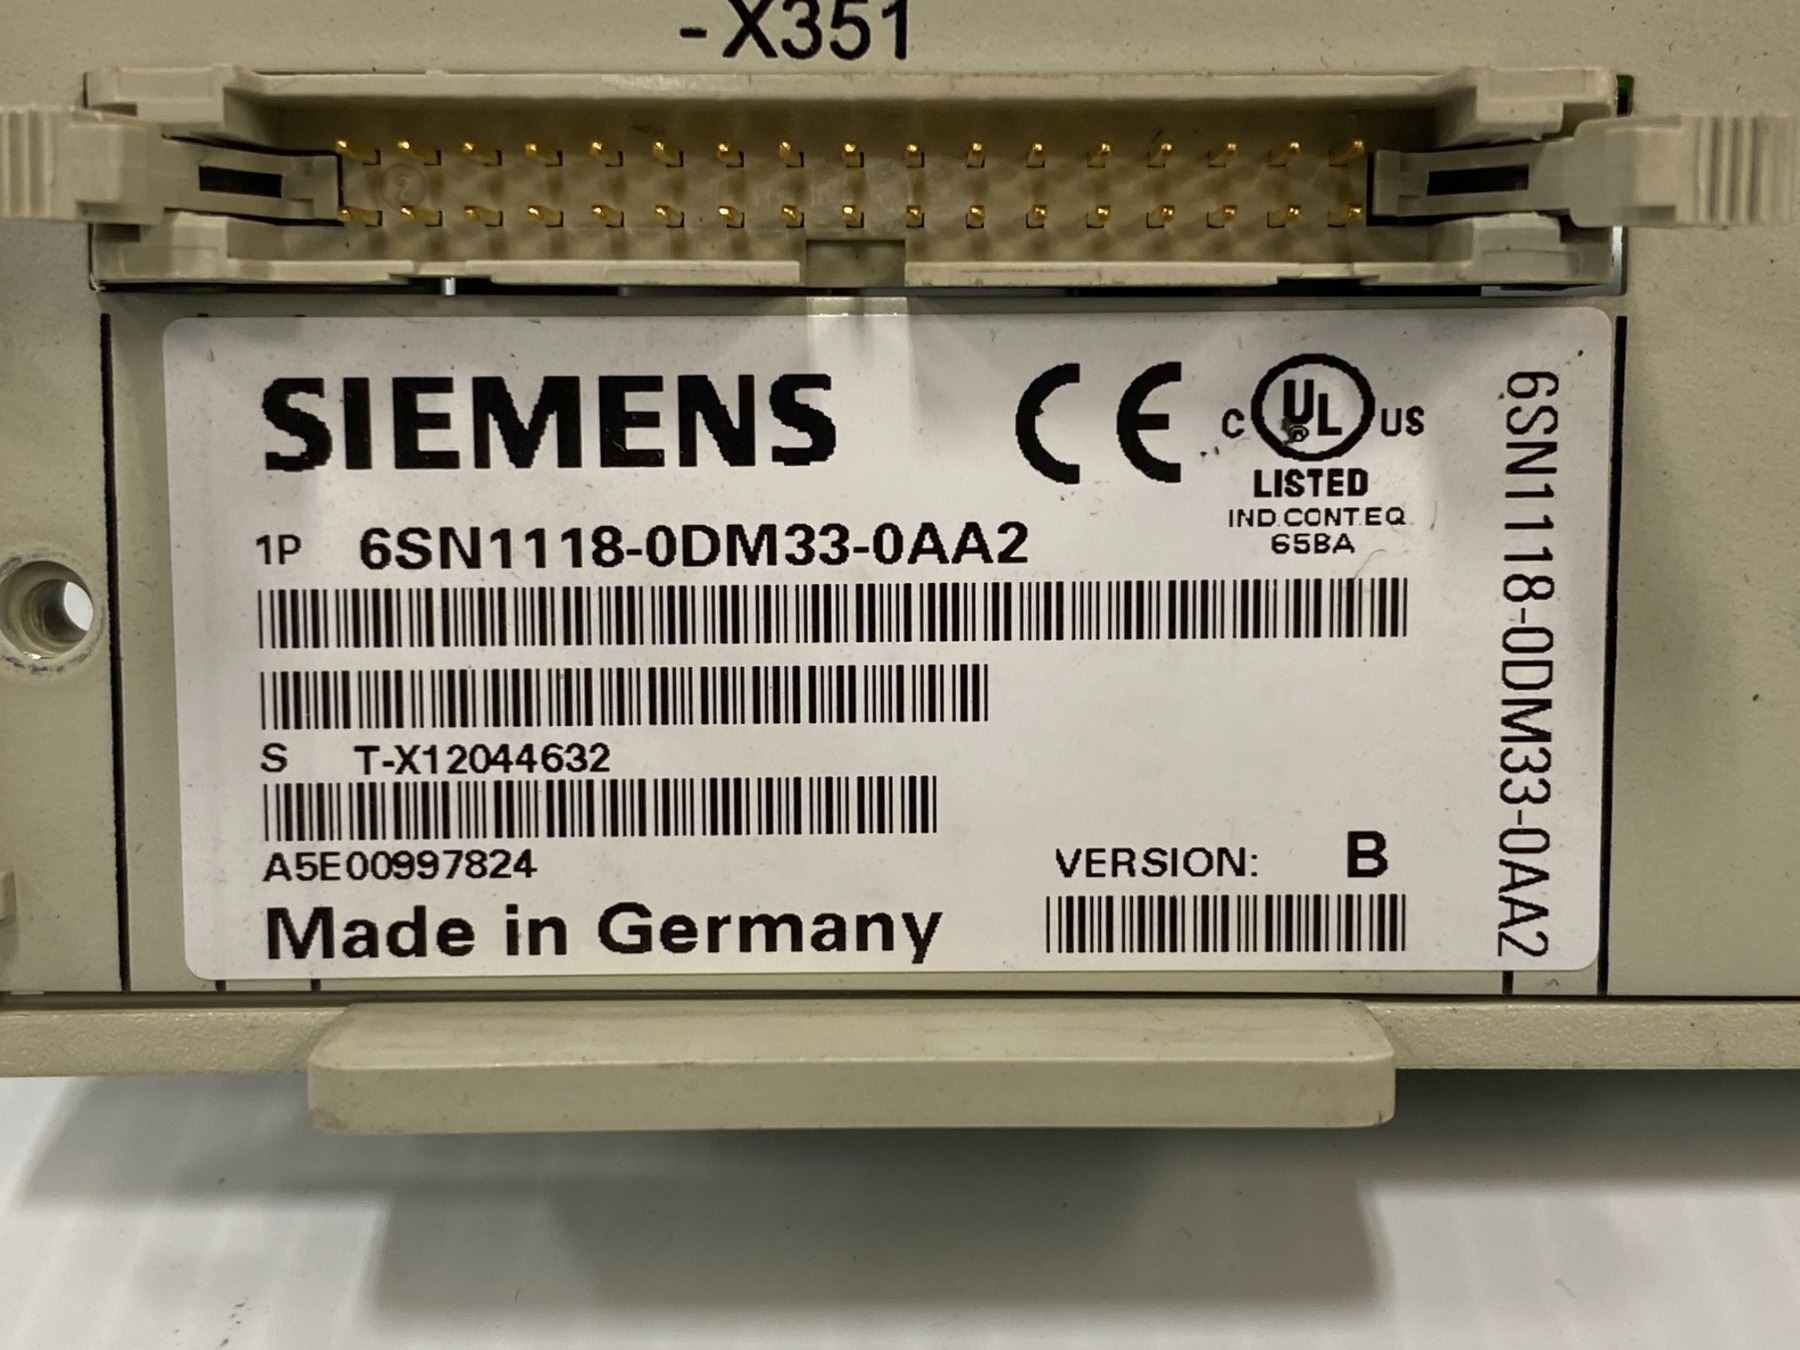 -X351
SIEMENS
CE
C UL® US
LISTED
IND.CONT.EQ.
65BA
1P 6SN1118-0DM33-0AA2
S T-X12044632
A5E00997824
VERSION: B
Made in Germany
6SN1118-0DM33-0AA2